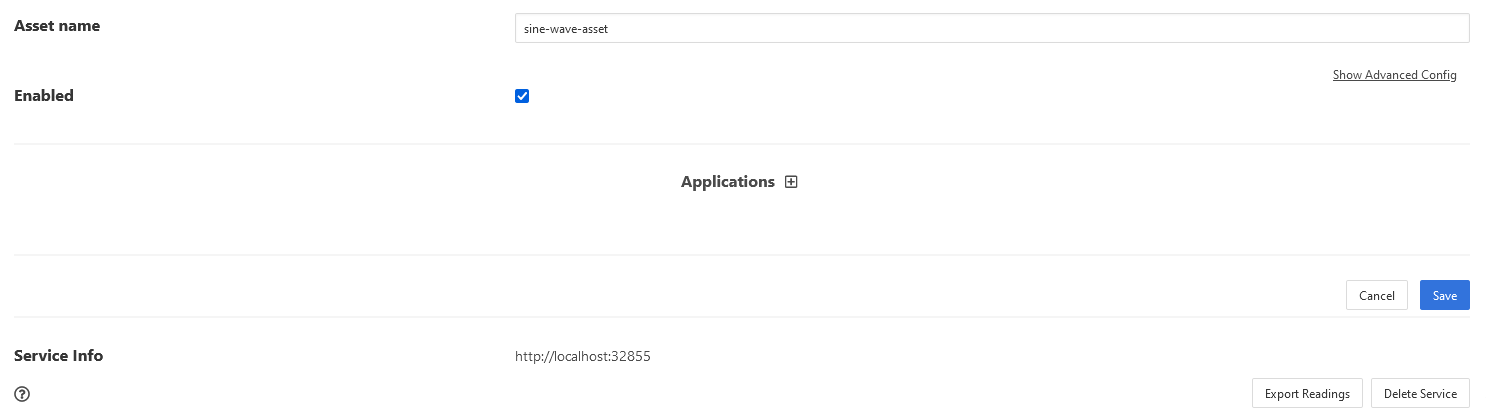 Asset name
sine-wave-asset
Show Advanced Config
Enabled
Applications
Cancel
Save
Service Info
http://localhost:32855
Export Readings
Delete Service